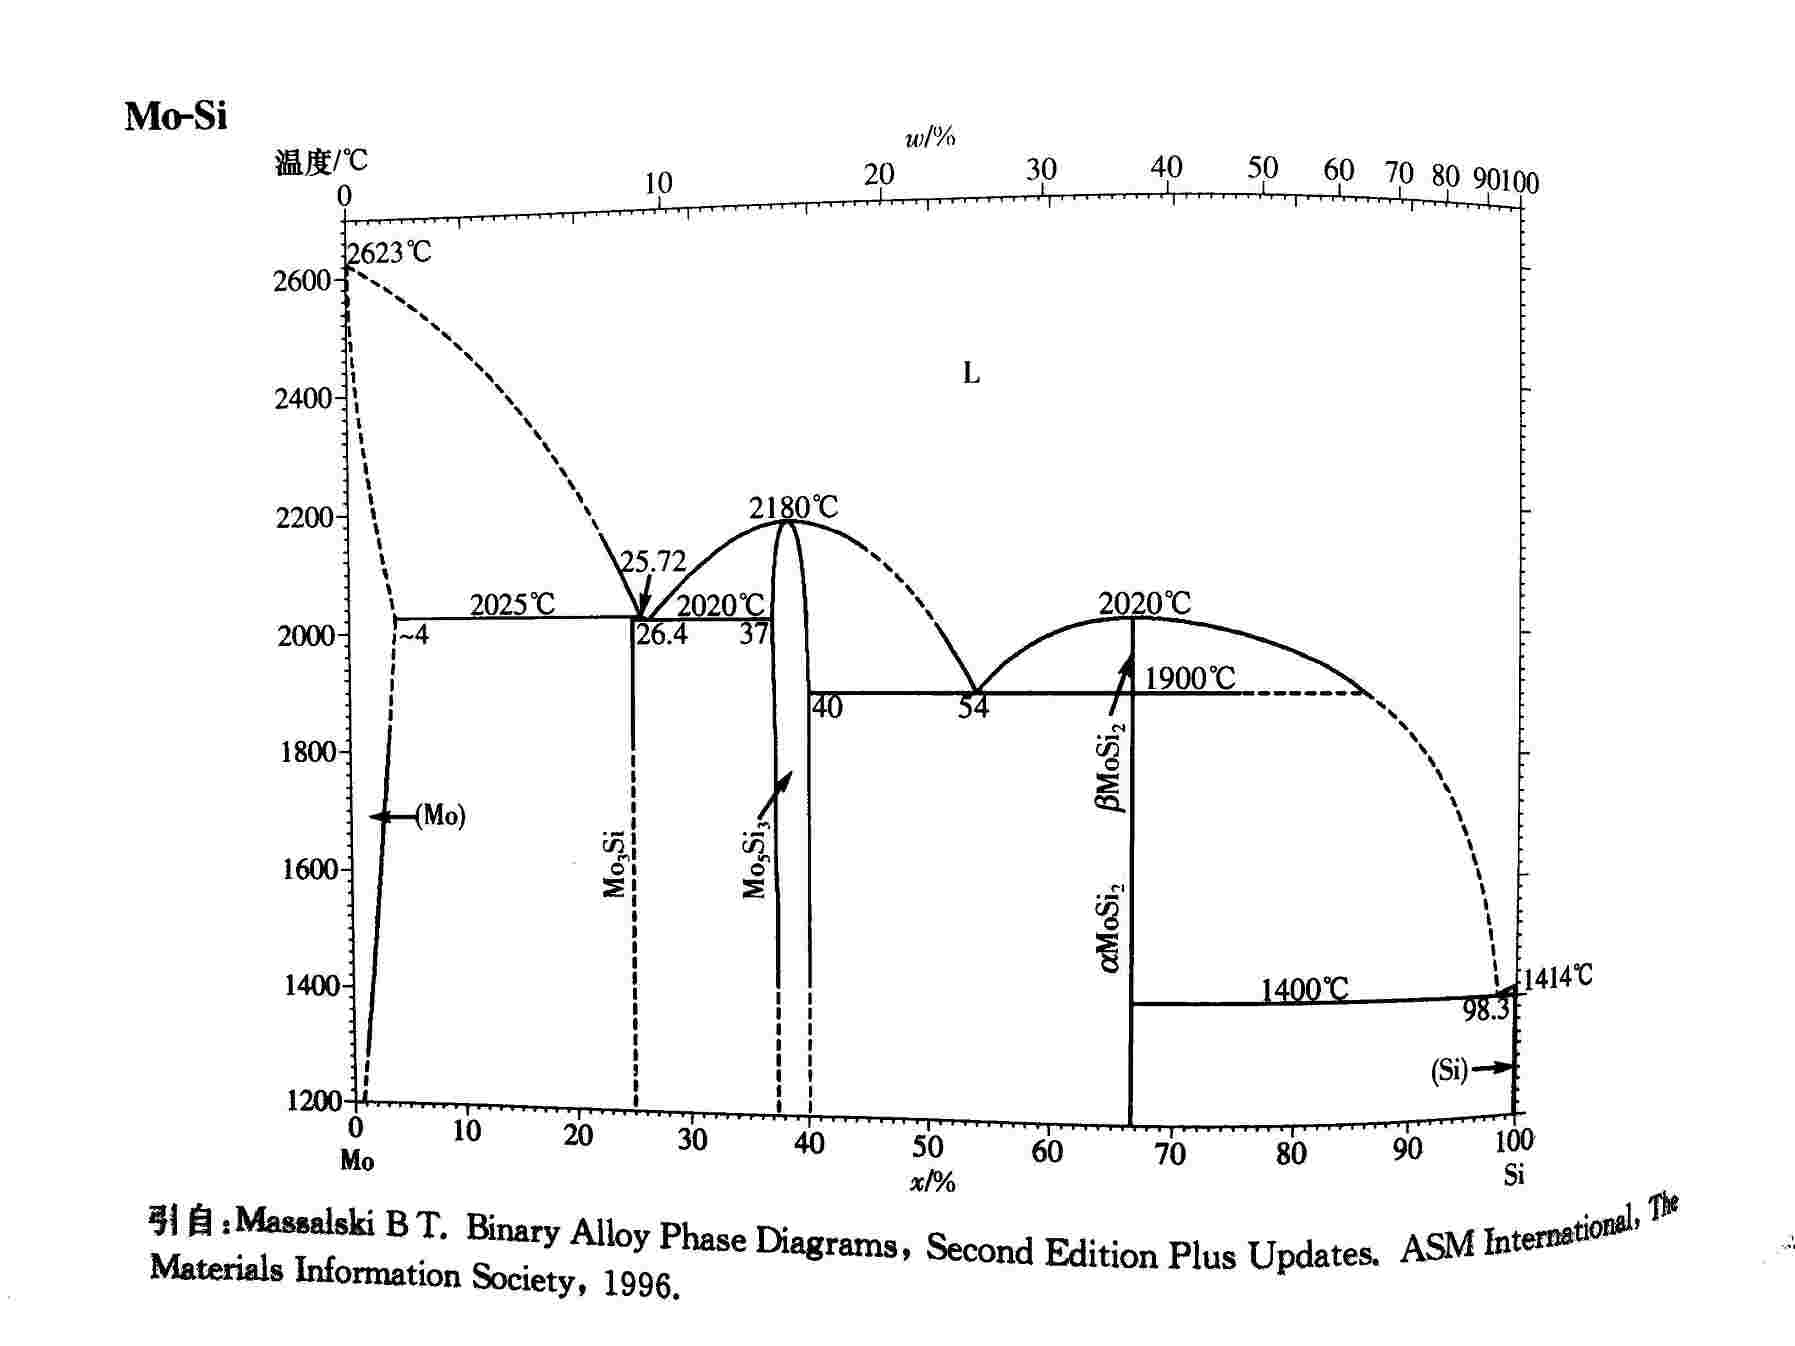 Mo-Si
w/%
温度/℃
0 10 20 30 40 50 60 70 80 90 100
2623℃
2600
2400
L
2200
2180℃
25.72
2025℃
2020℃
2020℃
2000
~4
26.4
37
1900℃
40
54
1800
βMoSi₂
(Mo)
Mo₃Si
Mo₅Si₃
1600
αMoSi₂
1400
1400℃
1414℃
98.3
(Si)
1200
0 10 20 30 40 50 60 70 80 90 100
Mo
x/%
Si
引自:Massalski B T. Binary Alloy Phase Diagrams, Second Edition Plus Updates. ASM International, The
Materials Information Society, 1996.